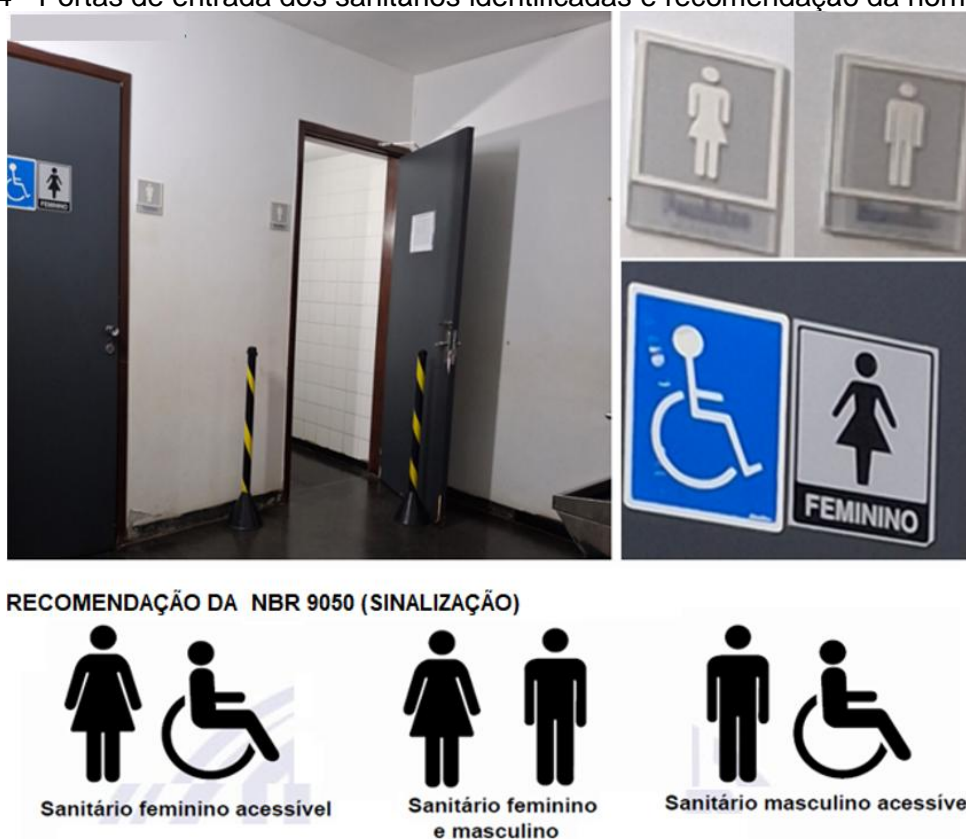 4 - Portas de entrada dos sanitários identificadas e recomendação da nor
FEMININO
FEMININO
RECOMENDAÇÃO DA NBR 9050 (SINALIZAÇÃO)
Sanitário feminino acessível
Sanitário feminino
e masculino
Sanitário masculino acessíve